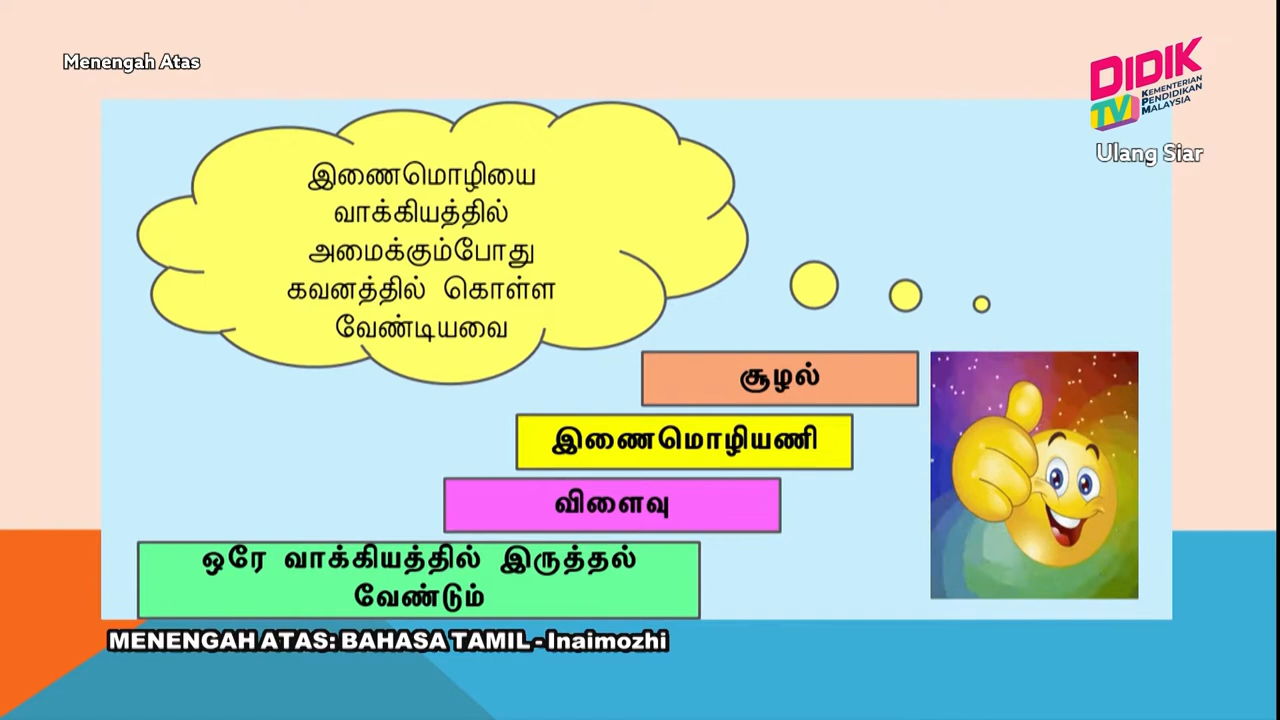 Menengah Atas
DIDIK
TV
KEMENTERIAN
PENDIDIKAN
MALAYSIA
Ulang Siar
இணைமொழியை
வாக்கியத்தில்
அமைக்கும்போது
கவனத்தில் கொள்ள
வேண்டியவை
சூழல்
இணைமொழியணி
விளைவு
ஒரே வாக்கியத்தில் இருத்தல்
வேண்டும்
MENENGAH ATAS: BAHASA TAMIL - Inaimozhi